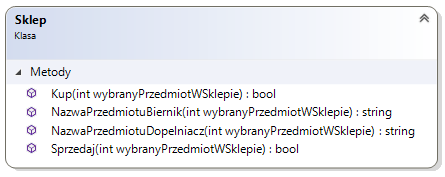 Sklep
Klasa
Metody
Kup(int wybranyPrzedmiotWSklepie) : bool
NazwaPrzedmiotuBiernik(int wybranyPrzedmiotWSklepie) : string
NazwaPrzedmiotuDopelniacz(int wybranyPrzedmiotWSklepie) : string
Sprzedaj(int wybranyPrzedmiotWSklepie) : bool